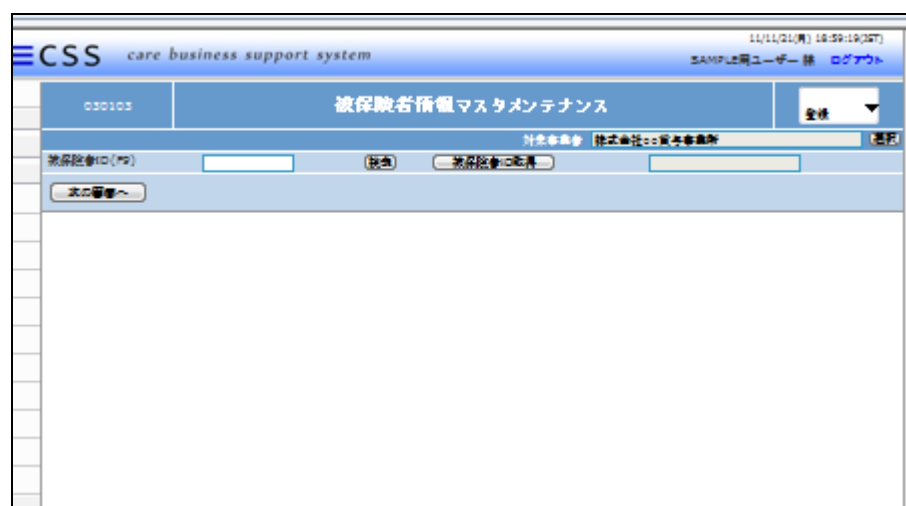 11/11/21(月) 18:59:19(JST)
CSS care business support system
SAMPLE用ユーザー 様 ログアウト
030103 被保険者情報マスタメンテナンス 登録 ▼
対象事業者 株式会社○○貸与事業所 選択
被保険者ID(F9) 検索 被保険者ID取得
次の画面へ